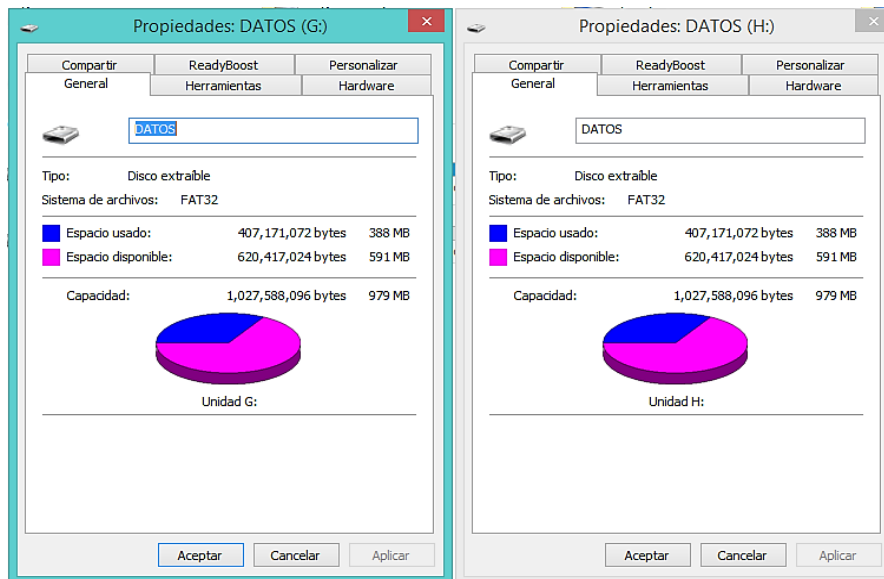 Propiedades: DATOS (G:)
Compartir ReadyBoost Personalizar
General Herramientas Hardware
DATOS
Tipo: Disco extraíble
Sistema de archivos: FAT32
Espacio usado: 407,171,072 bytes 388 MB
Espacio disponible: 620,417,024 bytes 591 MB
Capacidad: 1,027,588,096 bytes 979 MB
Unidad G:
Aceptar Cancelar Aplicar
Propiedades: DATOS (H:)
Compartir ReadyBoost Personalizar
General Herramientas Hardware
DATOS
Tipo: Disco extraíble
Sistema de archivos: FAT32
Espacio usado: 407,171,072 bytes 388 MB
Espacio disponible: 620,417,024 bytes 591 MB
Capacidad: 1,027,588,096 bytes 979 MB
Unidad H:
Aceptar Cancelar Aplicar